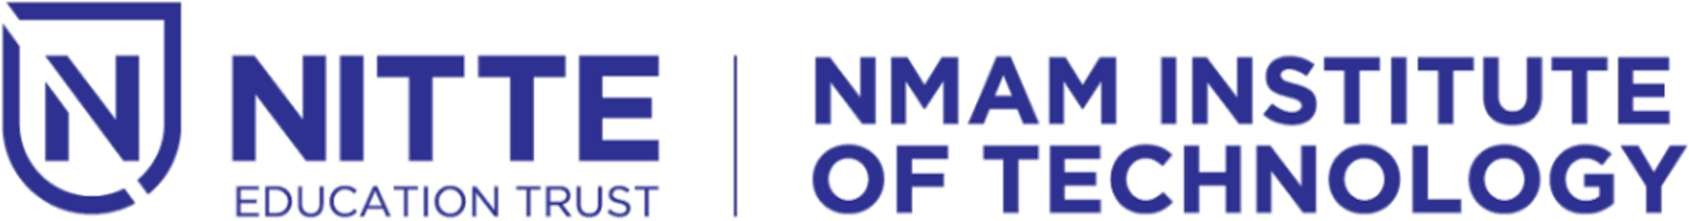 N
NITTE
EDUCATION TRUST
NMAM INSTITUTE
OF TECHNOLOGY